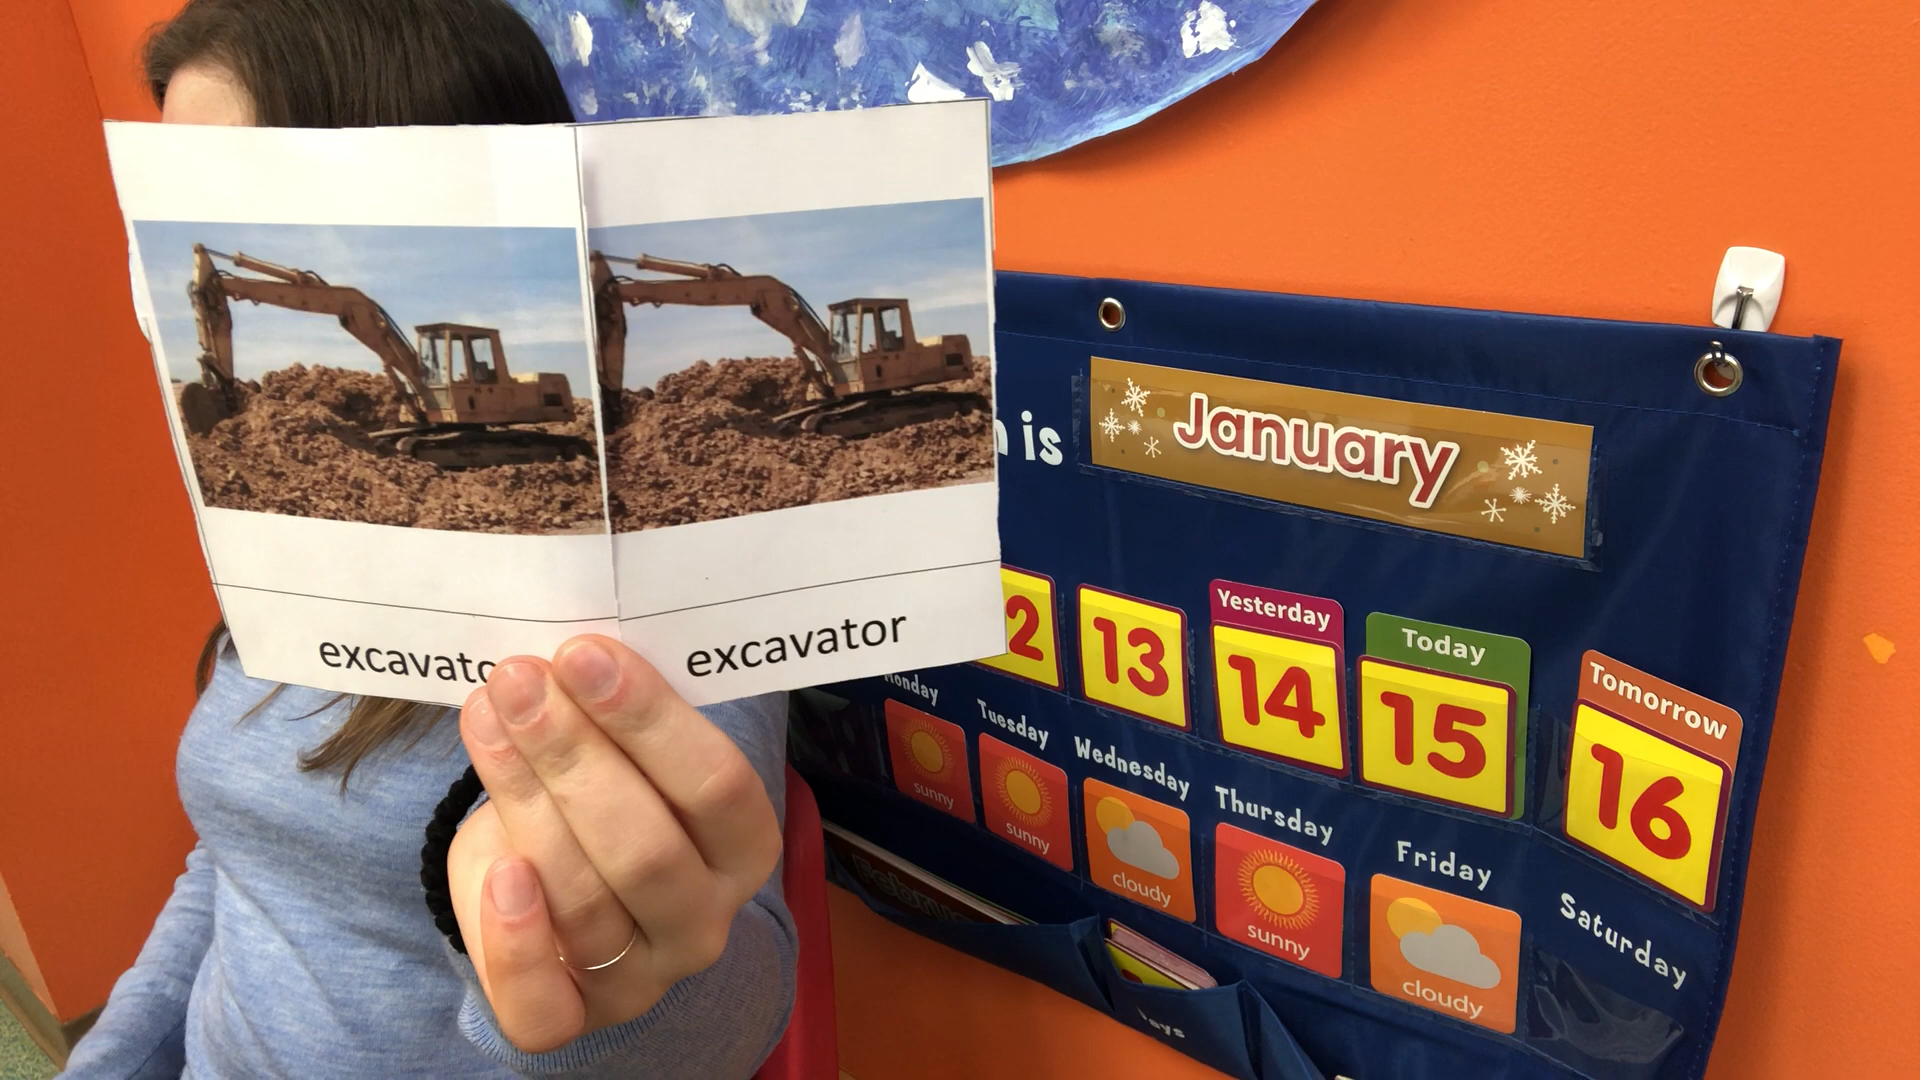 excavato
excavator
is
January
2
13
Yesterday
14
Today
15
Tomorrow
16
Monday
Tuesday
Wednesday
Thursday
Friday
Saturday
sunny
sunny
cloudy
sunny
cloudy